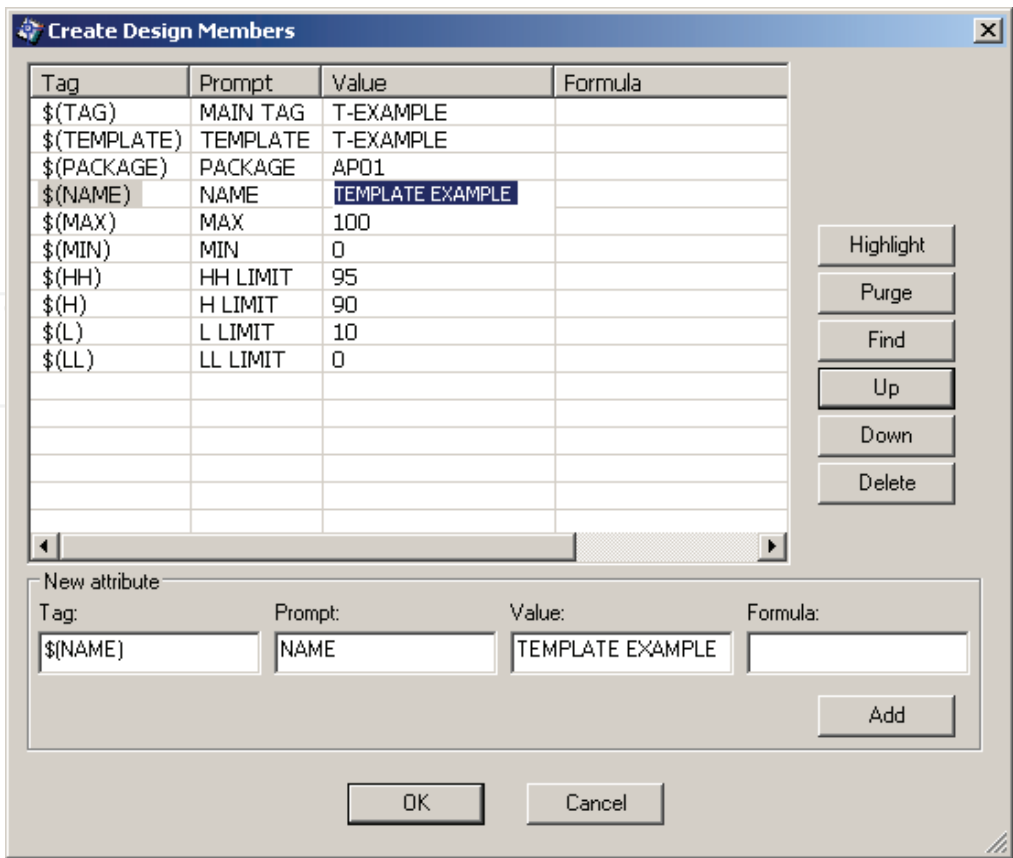 Create Design Members
Tag Prompt Value Formula
$(TAG) MAIN TAG T-EXAMPLE
$(TEMPLATE) TEMPLATE T-EXAMPLE
$(PACKAGE) PACKAGE AP01
$(NAME) NAME TEMPLATE EXAMPLE
$(MAX) MAX 100
$(MIN) MIN 0
$(HH) HH LIMIT 95
$(H) H LIMIT 90
$(L) L LIMIT 10
$(LL) LL LIMIT 0
Highlight
Purge
Find
Up
Down
Delete
New attribute
Tag: Prompt: Value: Formula:
$(NAME) NAME TEMPLATE EXAMPLE
Add
OK Cancel